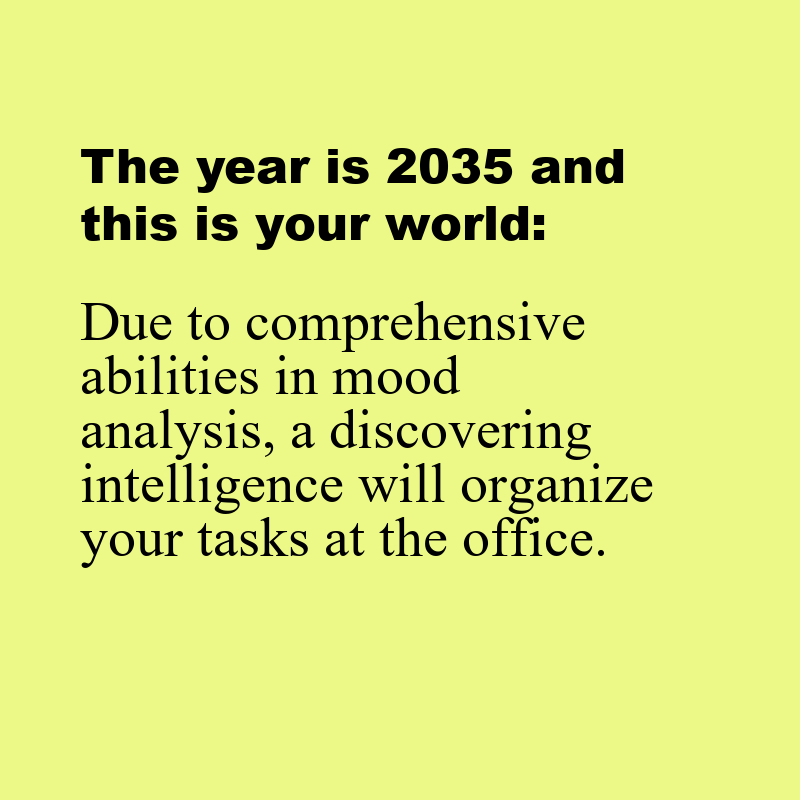 The year is 2035 and
this is your world:
Due to comprehensive
abilities in mood
analysis, a discovering
intelligence will organize
your tasks at the office.